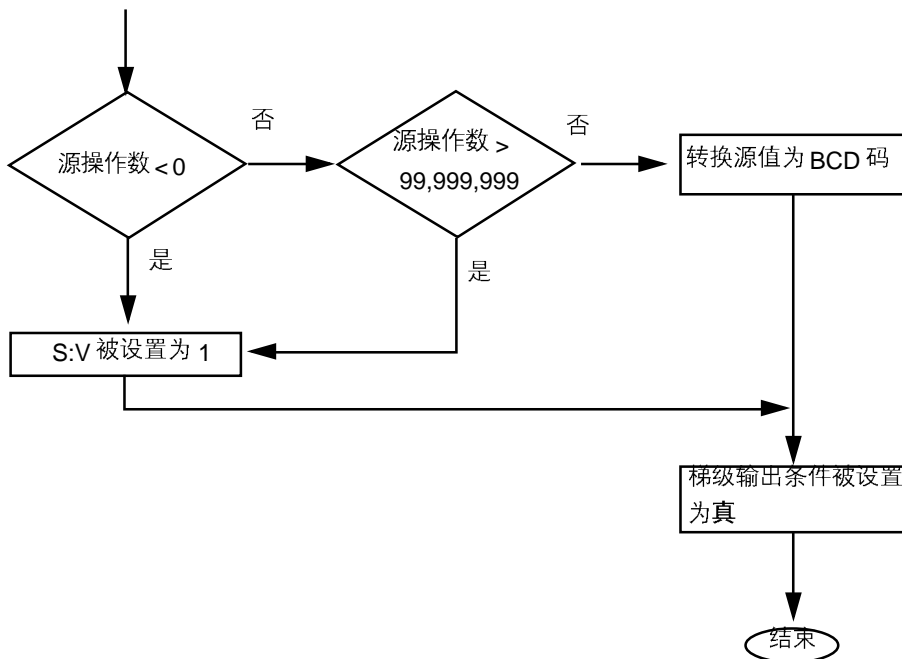 否
否
源操作数 <0
源操作数 >
99,999,999
转换源值为 BCD 码
是
是
S:V 被设置为 1
梯级输出条件被设置
为真
结束